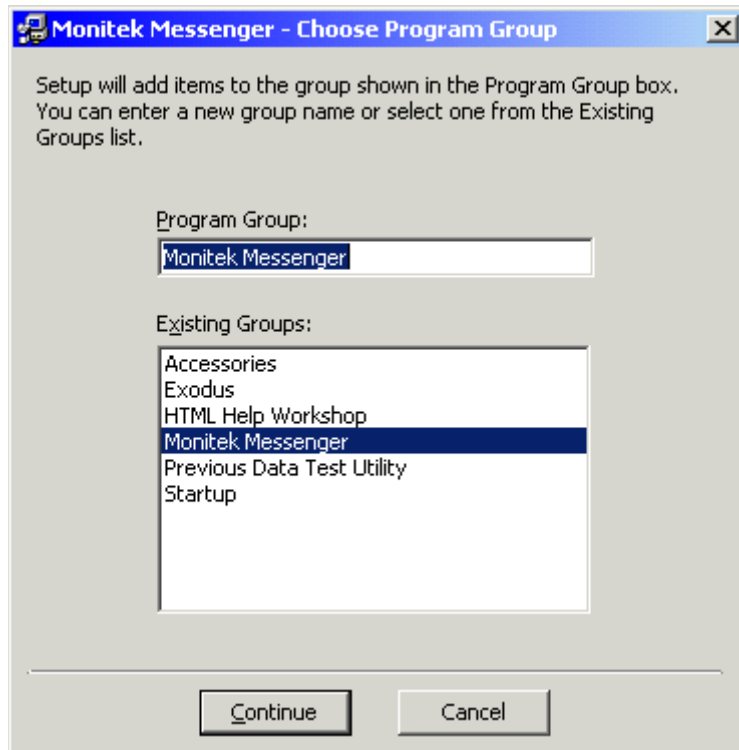 Monitek Messenger - Choose Program Group
Setup will add items to the group shown in the Program Group box.
You can enter a new group name or select one from the Existing
Groups list.
Program Group:
Monitek Messenger
Existing Groups:
Accessories
Exodus
HTML Help Workshop
Monitek Messenger
Previous Data Test Utility
Startup
Continue
Cancel